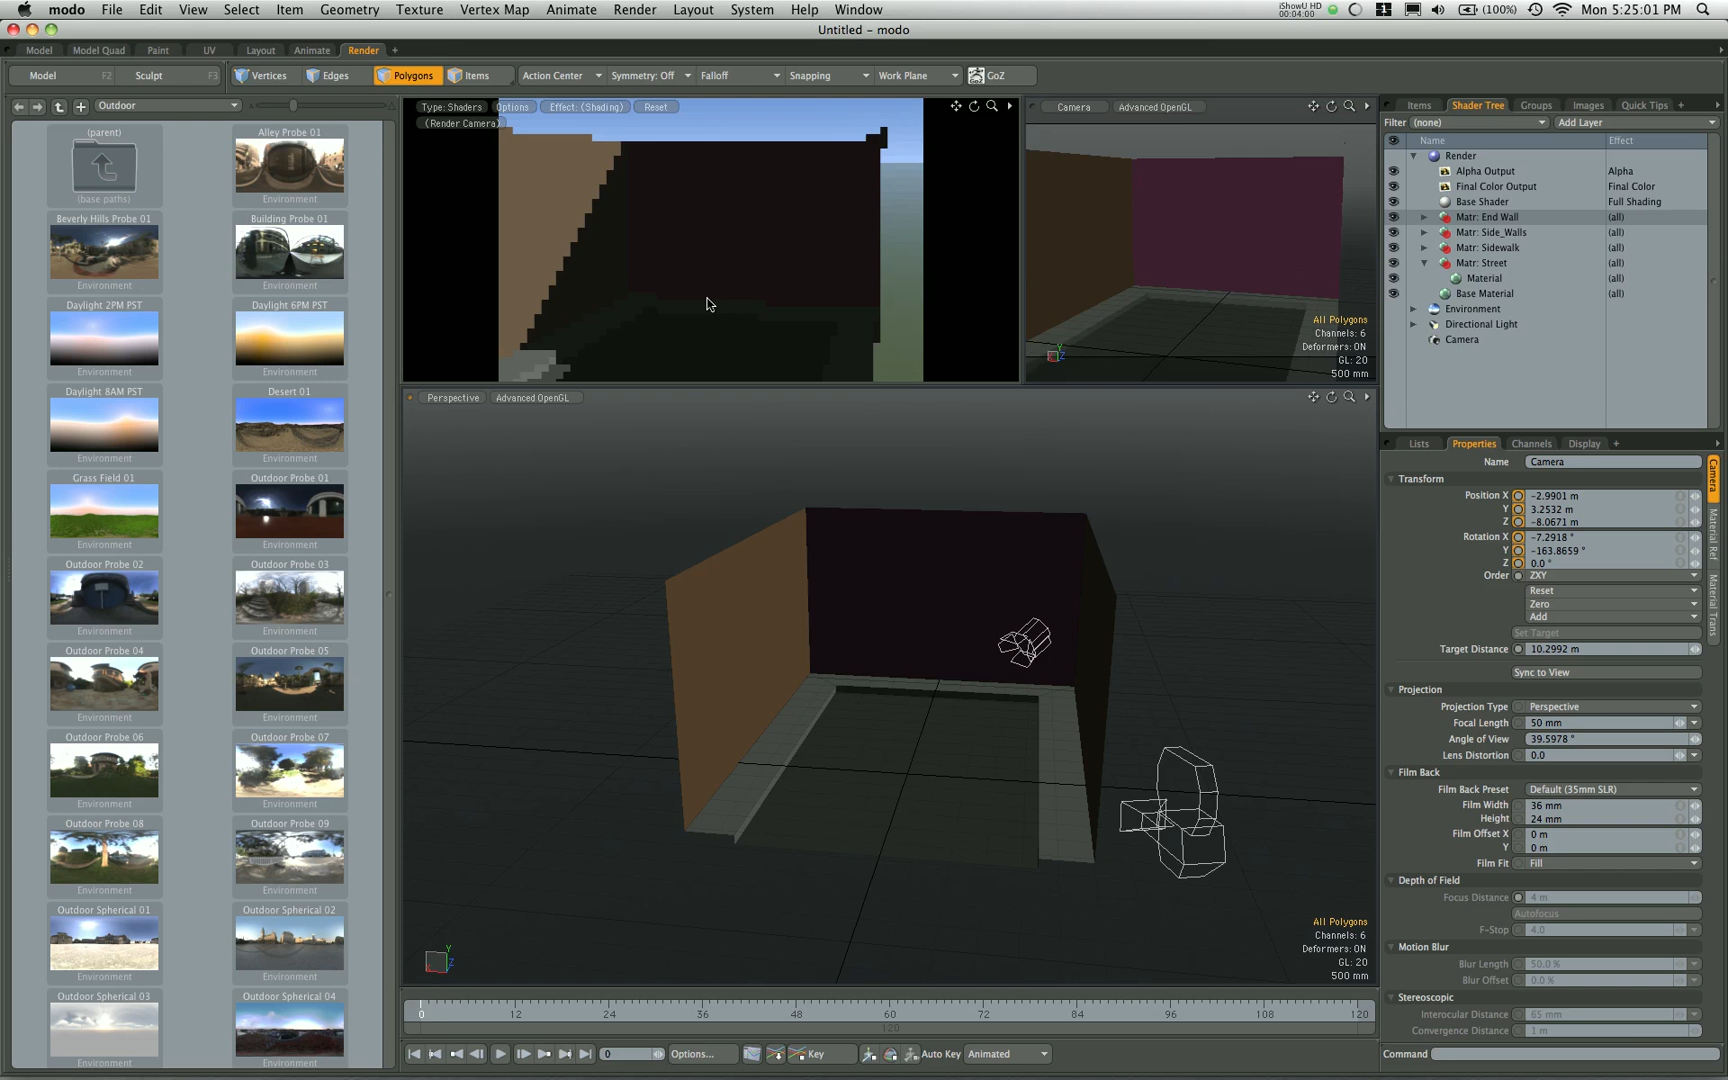 modo File Edit View Select Item Geometry Texture Vertex Map Animate Render Layout System Help Window iShowU HD 00:04:00 1 (100%) Mon 5:25:01 PM
Untitled - modo
Model Model Quad Paint UV Layout Animate Render +
Model F2 Sculpt F3 Vertices Edges Polygons Items Action Center Symmetry: Off Falloff Snapping Work Plane GoZ
Outdoor
(parent)
(base paths)
Alley Probe 01
Environment
Beverly Hills Probe 01
Environment
Building Probe 01
Environment
Daylight 2PM PST
Environment
Daylight 6PM PST
Environment
Daylight 8AM PST
Environment
Desert 01
Environment
Grass Field 01
Environment
Outdoor Probe 01
Environment
Outdoor Probe 02
Environment
Outdoor Probe 03
Environment
Outdoor Probe 04
Environment
Outdoor Probe 05
Environment
Outdoor Probe 06
Environment
Outdoor Probe 07
Environment
Outdoor Probe 08
Environment
Outdoor Probe 09
Environment
Outdoor Spherical 01
Environment
Outdoor Spherical 02
Environment
Outdoor Spherical 03
Environment
Outdoor Spherical 04
Environment
Type: Shaders Options Effect: (Shading) Reset
(Render Camera)
Camera Advanced OpenGL
All Polygons
Channels: 6
Deformers: ON
GL: 20
500 mm
Y
Z
Perspective Advanced OpenGL
All Polygons
Channels: 6
Deformers: ON
GL: 20
500 mm
Y
Z
0 12 24 36 48 60 72 84 96 108 120
120
0 Options... Key Auto Key Animated
Items Shader Tree Groups Images Quick Tips +
Filter (none) Add Layer
Name Effect
Render
Alpha Output Alpha
Final Color Output Final Color
Base Shader Full Shading
Matr: End Wall (all)
Matr: Side_Walls (all)
Matr: Sidewalk (all)
Matr: Street (all)
Material (all)
Base Material (all)
Environment
Directional Light
Camera
Lists Properties Channels Display +
Name Camera
Transform
Position X -2.9901 m
Y 3.2532 m
Z -8.0671 m
Rotation X -7.2918 °
Y -163.8659 °
Z 0.0 °
Order ZXY
Reset
Zero
Add
Set Target
Target Distance 10.2992 m
Sync to View
Projection
Projection Type Perspective
Focal Length 50 mm
Angle of View 39.5978 °
Lens Distortion 0.0
Film Back
Film Back Preset Default (35mm SLR)
Film Width 36 mm
Height 24 mm
Film Offset X 0 m
Y 0 m
Film Fit Fill
Depth of Field
Focus Distance 4 m
Autofocus
F-Stop 4.0
Motion Blur
Blur Length 50.0 %
Blur Offset 0.0 %
Stereoscopic
Interocular Distance 65 mm
Convergence Distance 1 m
Command
Camera
Material Ref
Material Trans